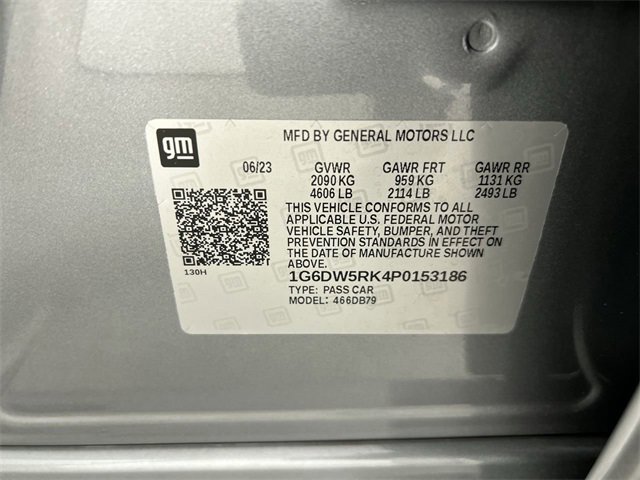 gm
MFD BY GENERAL MOTORS LLC
06/23 GVWR GAWR FRT GAWR RR
2090 KG 959 KG 1131 KG
4606 LB 2114 LB 2493 LB
THIS VEHICLE CONFORMS TO ALL
APPLICABLE U.S. FEDERAL MOTOR
VEHICLE SAFETY, BUMPER, AND THEFT
PREVENTION STANDARDS IN EFFECT ON
THE DATE OF MANUFACTURE SHOWN
ABOVE.
130H
1G6DW5RK4P0153186
TYPE: PASS CAR
MODEL: 466DB79